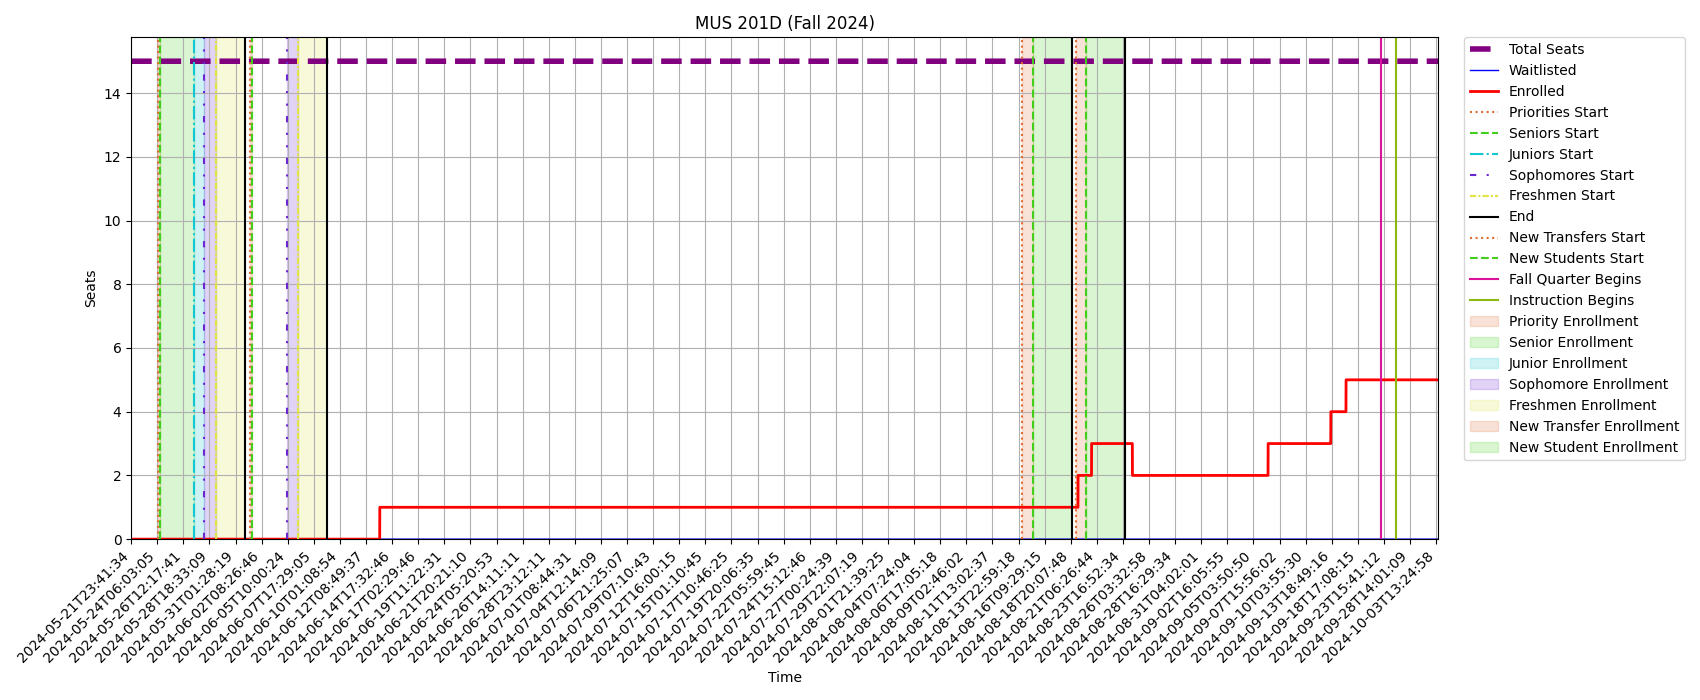 MUS 201D (Fall 2024)
14
12
10
8
6
4
2
0
Seats
2024-05-21T23:41:34
2024-05-24T06:03:05
2024-05-26T12:17:41
2024-05-28T18:33:09
2024-05-31T01:28:19
2024-06-02T08:26:46
2024-06-05T10:00:24
2024-06-07T17:29:05
2024-06-10T01:08:54
2024-06-12T08:49:37
2024-06-14T17:32:46
2024-06-17T02:29:46
2024-06-19T11:22:31
2024-06-21T20:21:10
2024-06-24T05:20:53
2024-06-26T14:11:11
2024-06-28T23:12:11
2024-07-01T08:44:31
2024-07-04T12:14:09
2024-07-06T21:25:07
2024-07-09T07:10:43
2024-07-12T16:00:15
2024-07-15T01:10:45
2024-07-17T10:46:25
2024-07-19T20:06:35
2024-07-22T05:59:45
2024-07-24T15:12:46
2024-07-27T00:24:39
2024-07-29T22:07:19
2024-08-01T21:39:25
2024-08-04T07:24:04
2024-08-06T17:05:18
2024-08-09T02:46:02
2024-08-11T13:02:37
2024-08-13T22:59:18
2024-08-16T09:29:15
2024-08-18T20:07:48
2024-08-21T06:26:44
2024-08-23T16:52:34
2024-08-26T03:32:58
2024-08-28T16:29:34
2024-08-31T04:02:01
2024-09-02T16:05:55
2024-09-05T03:50:50
2024-09-07T15:56:02
2024-09-10T03:55:30
2024-09-13T18:49:16
2024-09-18T17:08:15
2024-09-23T15:41:12
2024-09-28T14:01:09
2024-10-03T13:24:58
Time
Total Seats
Waitlisted
Enrolled
Priorities Start
Seniors Start
Juniors Start
Sophomores Start
Freshmen Start
End
New Transfers Start
New Students Start
Fall Quarter Begins
Instruction Begins
Priority Enrollment
Senior Enrollment
Junior Enrollment
Sophomore Enrollment
Freshmen Enrollment
New Transfer Enrollment
New Student Enrollment